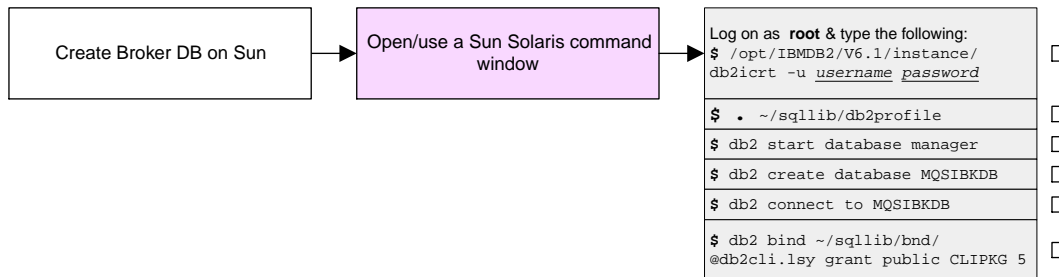 Create Broker DB on Sun
Open/use a Sun Solaris command
window
Log on as root & type the following:
$ /opt/IBMDB2/V6.1/instance/
db2icrt -u username password
$ . ~/sqllib/db2profile
$ db2 start database manager
$ db2 create database MQSIBKDB
$ db2 connect to MQSIBKDB
$ db2 bind ~/sqllib/bnd/
@db2cli.lsy grant public CLIPKG 5